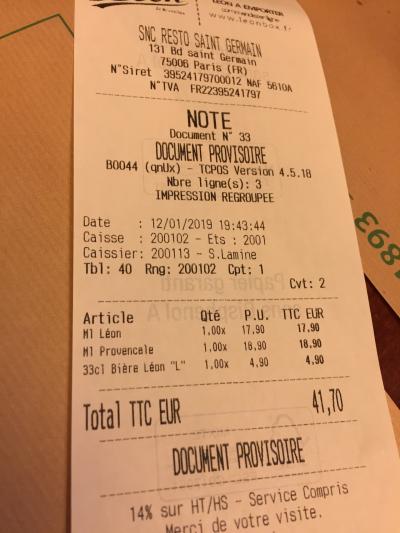 LEON A EMPORTER
www.leonbox.fr
SNC RESTO SAINT GERMAIN
131 Bd saint Germain
75006 Paris (FR)
N°Siret 39524179700012 NAF 5610A
N°TVA FR22395241797
NOTE
Document N° 33
DOCUMENT PROVISOIRE
B0044 (qnUx) - TCPOS Version 4.5.18
Nbre ligne(s): 3
IMPRESSION REGROUPEE
Date : 12/01/2019 19:43:44
Caisse : 200102 - Ets : 2001
Caissier: 200113 - S.Lamine
Tbl: 40 Rng: 200102 Cpt: 1
Cvt: 2
Article Qté P.U. TTC EUR
M1 Léon 1,00x 17,90 17,90
M1 Provencale 1,00x 18,90 18,90
33cl Bière Léon "L" 1,00x 4,90 4,90
Total TTC EUR 41,70
DOCUMENT PROVISOIRE
14% sur HT/HS - Service Compris
Merci de votre visite.
1893